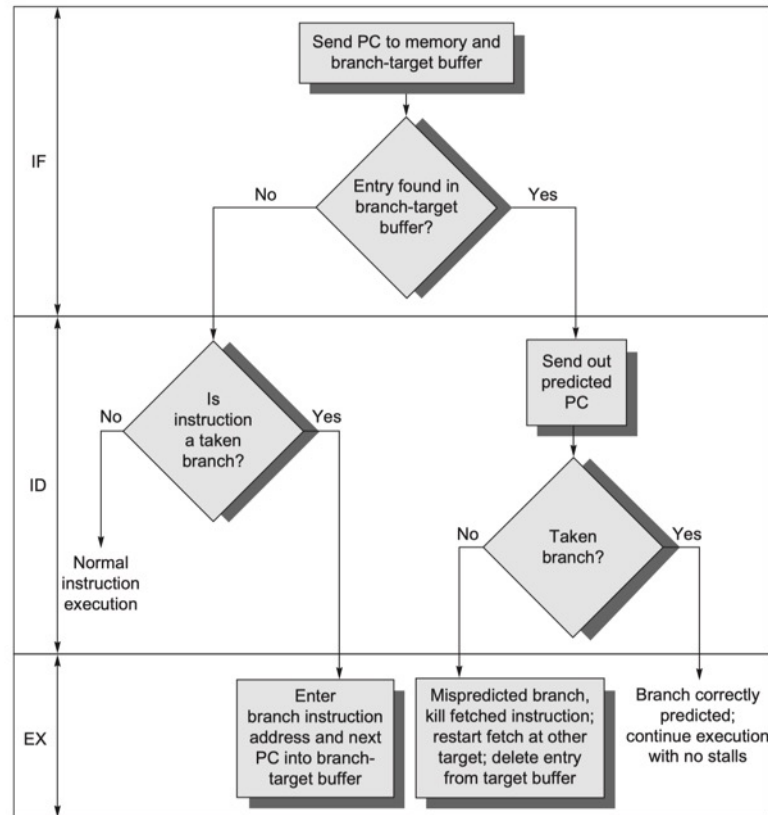 Send PC to memory and
branch-target buffer
IF
No
Entry found in
branch-target
buffer?
Yes
ID
No
Is
instruction
a taken
branch?
Yes
Normal
instruction
execution
Send out
predicted
PC
No
Taken
branch?
Yes
EX
Enter
branch instruction
address and next
PC into branch-
target buffer
Mispredicted branch,
kill fetched instruction;
restart fetch at other
target; delete entry
from target buffer
Branch correctly
predicted;
continue execution
with no stalls